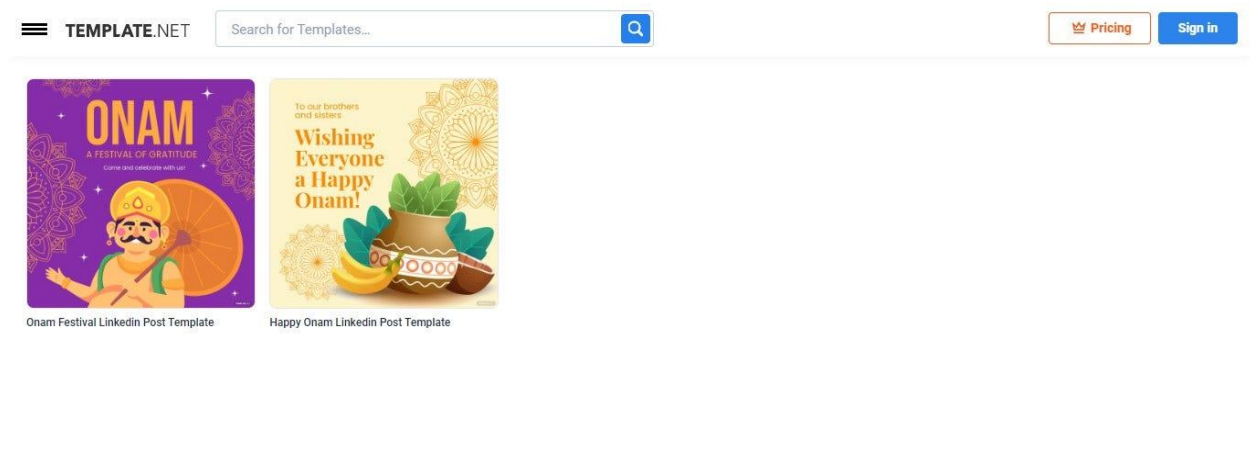 TEMPLATE.NET
Search for Templates...
Pricing
Sign in
ONAM
A FESTIVAL OF GRATITUDE
Come and celebrate with us!
To our brothers
and sisters
Wishing
Everyone
a Happy
Onam!
Onam Festival Linkedin Post Template
Happy Onam Linkedin Post Template